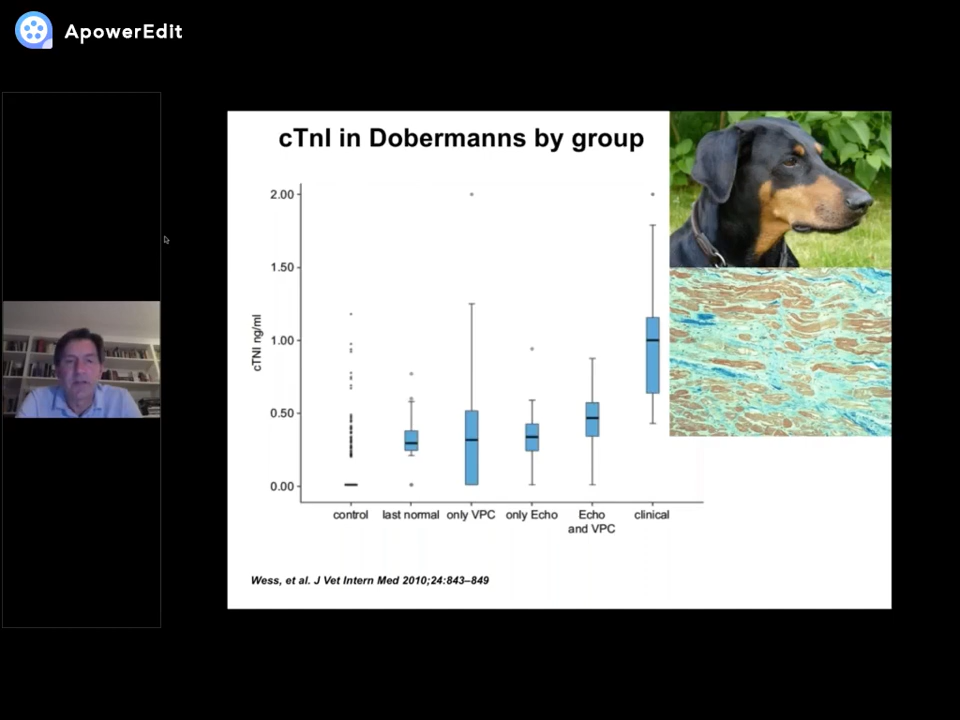 ApowerEdit
cTnI in Dobermanns by group
2.00
1.50
1.00
0.50
0.00
cTNI ng/ml
control
last normal
only VPC
only Echo
Echo
and VPC
clinical
Wess, et al. J Vet Intern Med 2010;24:843–849